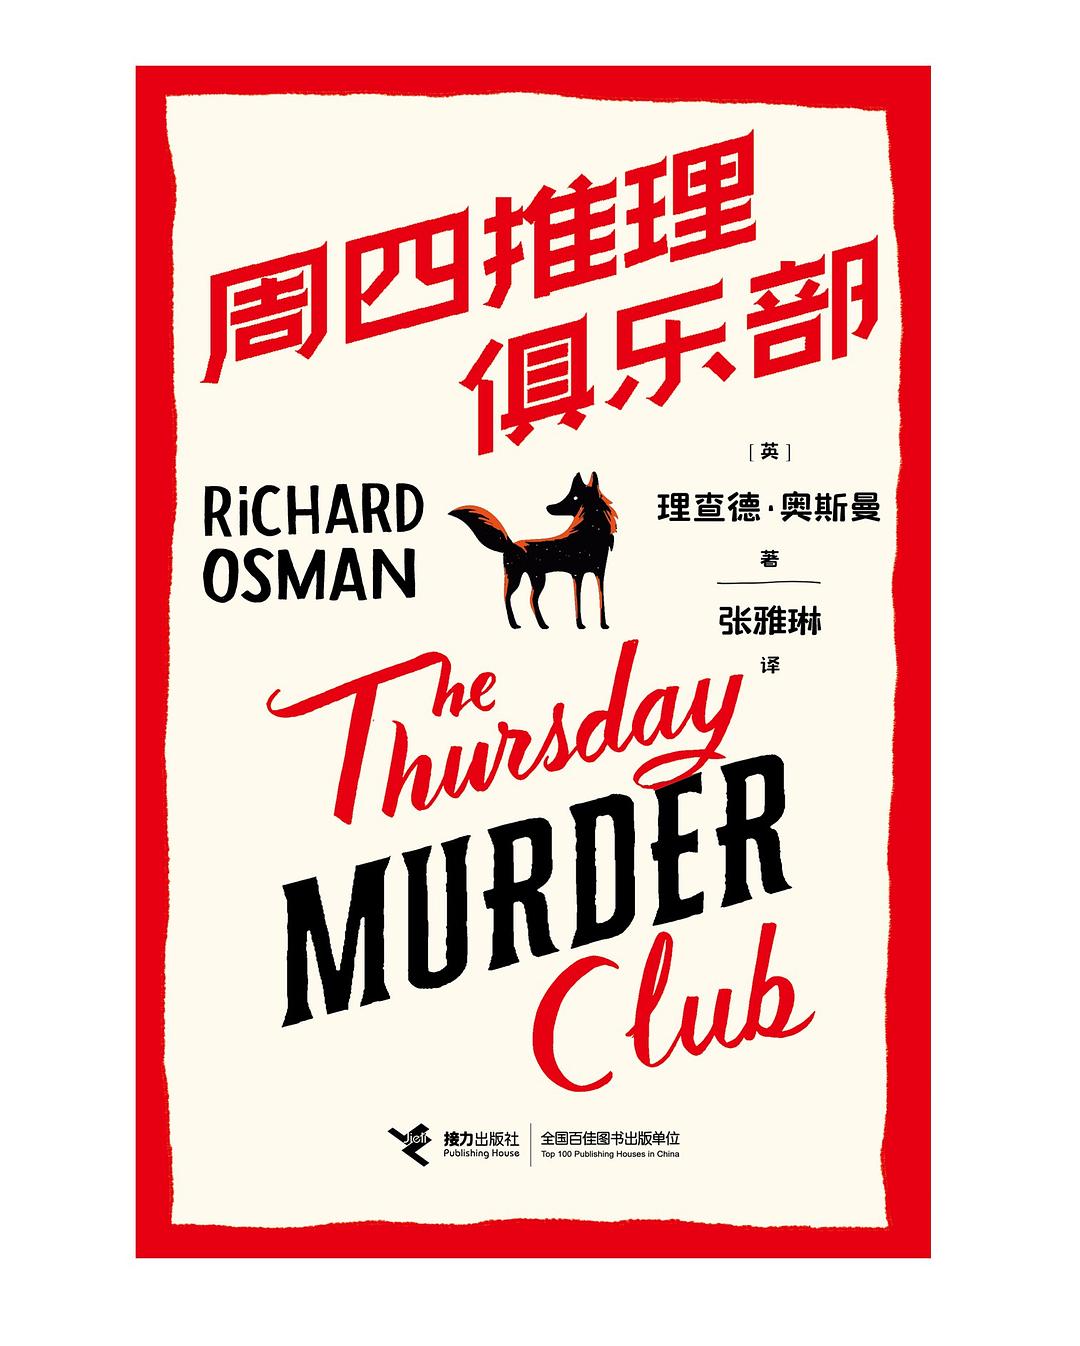 周四推理
俱乐部
RiCHARD
OSMAN
[英]
理查德·奥斯曼
著
张雅琳
译
The
Thursday
MURDER
Club
Jieli
接力出版社
Publishing House
全国百佳图书出版单位
Top 100 Publishing Houses in China